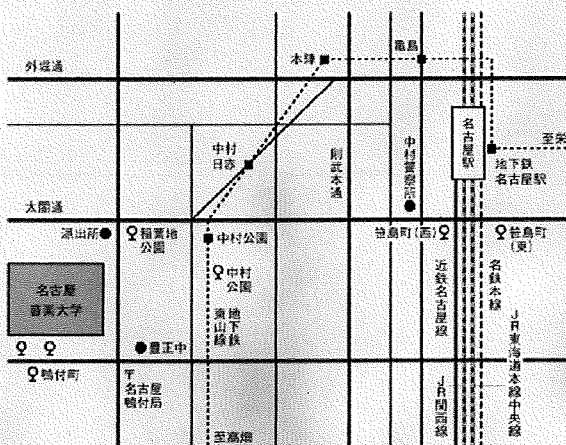 本陣
亀島
外堀通
中村
日赤
則武本通
中村警察所
名古屋駅
至栄
地下鉄
名古屋駅
太閤通
派出所
稲葉地
公園
中村公園
笹島町(西)
笹島町
(東)
中村
公園
名古屋
音楽大学
地下鉄
東山線
近鉄名古屋線
名鉄本線
JR東海道本線中央線
豊正中
鴨付町
〒
名古屋
鴨付局
JR関西線
至高畑